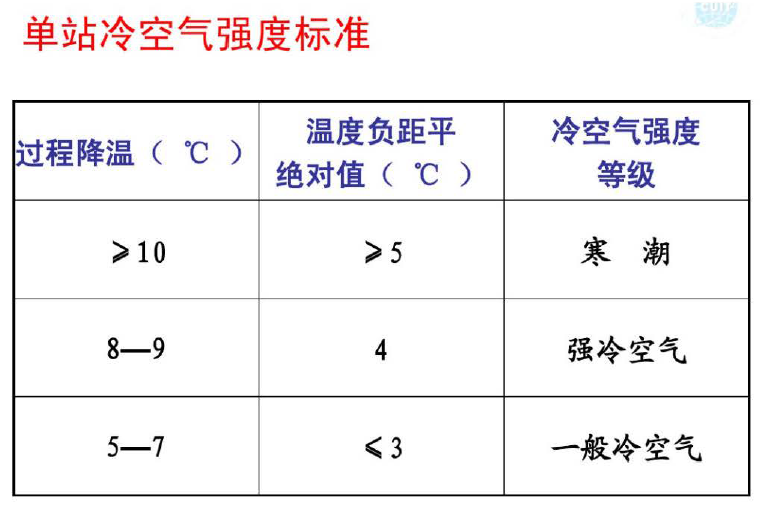 单站冷空气强度标准
过程降温（ ℃ ）
温度负距平
绝对值（ ℃ ）
冷空气强度
等级
≥10
≥5
寒 潮
8—9
4
强冷空气
5—7
≤3
一般冷空气